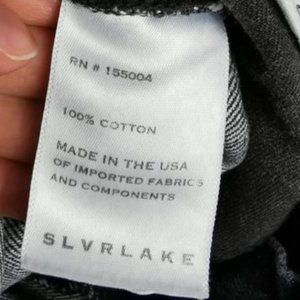 RN # 155004
100% COTTON
MADE IN THE USA
OF IMPORTED FABRICS
AND COMPONENTS
SLVRLAKE